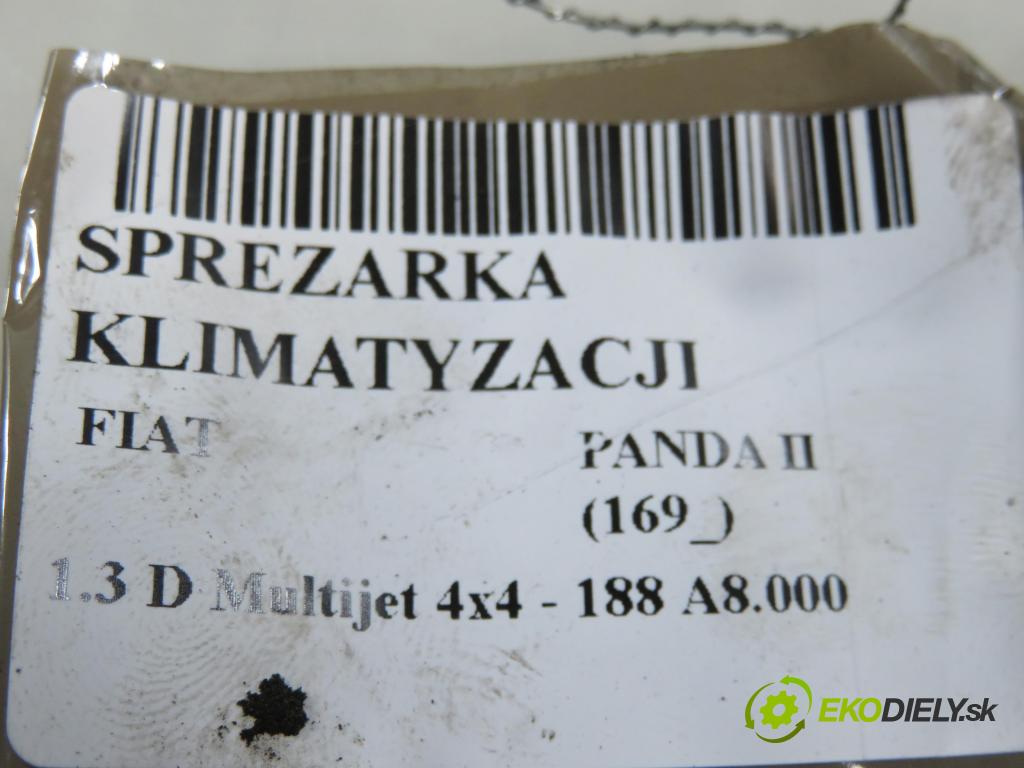 SPREZARKA
KLIMATYZACJI
FIAT PANDA II
(169_)
1.3 D Multijet 4x4 - 188 A8.000
EKODIELY.sk